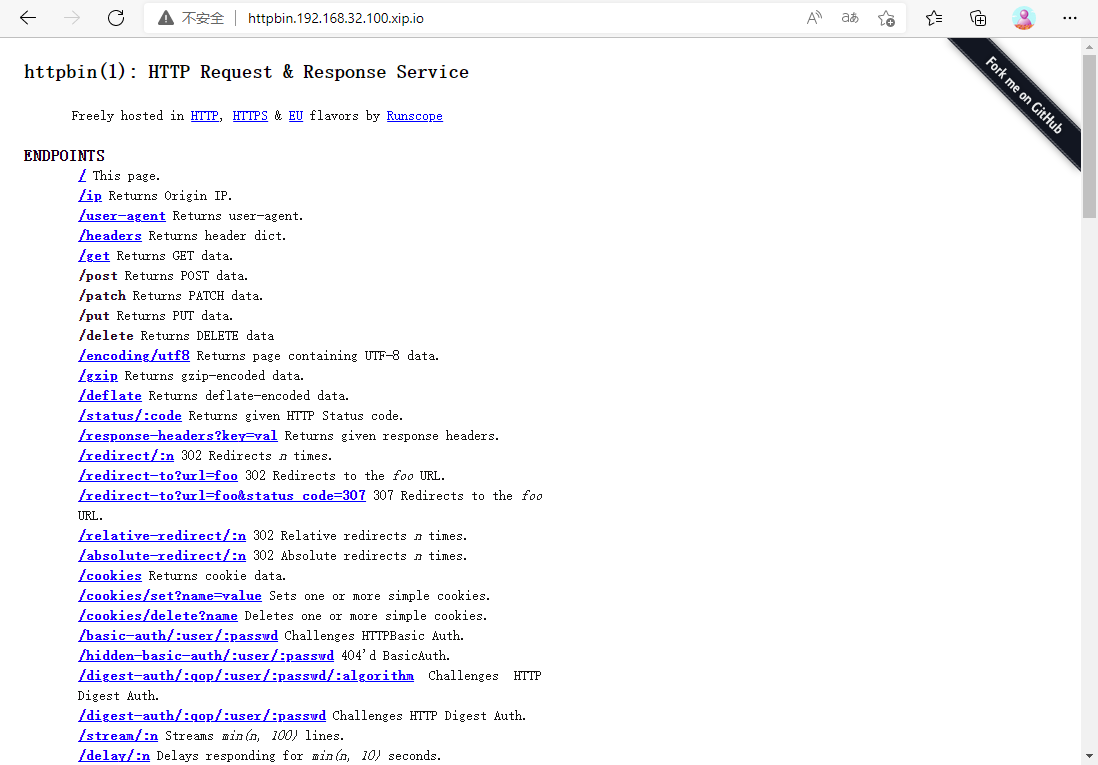 不安全 httpbin.192.168.32.100.xip.io
httpbin(1): HTTP Request & Response Service
Fork me on GitHub
Freely hosted in HTTP, HTTPS & EU flavors by Runscope
ENDPOINTS
/ This page.
/ip Returns Origin IP.
/user-agent Returns user-agent.
/headers Returns header dict.
/get Returns GET data.
/post Returns POST data.
/patch Returns PATCH data.
/put Returns PUT data.
/delete Returns DELETE data
/encoding/utf8 Returns page containing UTF-8 data.
/gzip Returns gzip-encoded data.
/deflate Returns deflate-encoded data.
/status/:code Returns given HTTP Status code.
/response-headers?key=val Returns given response headers.
/redirect/:n 302 Redirects n times.
/redirect-to?url=foo 302 Redirects to the foo URL.
/redirect-to?url=foo&status_code=307 307 Redirects to the foo
URL.
/relative-redirect/:n 302 Relative redirects n times.
/absolute-redirect/:n 302 Absolute redirects n times.
/cookies Returns cookie data.
/cookies/set?name=value Sets one or more simple cookies.
/cookies/delete?name Deletes one or more simple cookies.
/basic-auth/:user/:passwd Challenges HTTPBasic Auth.
/hidden-basic-auth/:user/:passwd 404'd BasicAuth.
/digest-auth/:qop/:user/:passwd/:algorithm Challenges HTTP
Digest Auth.
/digest-auth/:qop/:user/:passwd Challenges HTTP Digest Auth.
/stream/:n Streams min(n, 100) lines.
/delay/:n Delays responding for min(n, 10) seconds.